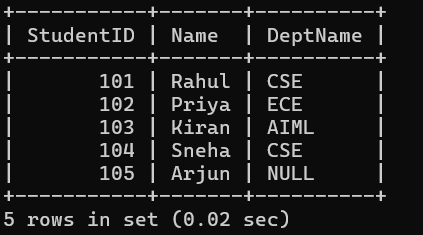 +-----------+-------+----------+
| StudentID | Name  | DeptName |
+-----------+-------+----------+
|       101 | Rahul | CSE      |
|       102 | Priya | ECE      |
|       103 | Kiran | AIML     |
|       104 | Sneha | CSE      |
|       105 | Arjun | NULL     |
+-----------+-------+----------+
5 rows in set (0.02 sec)